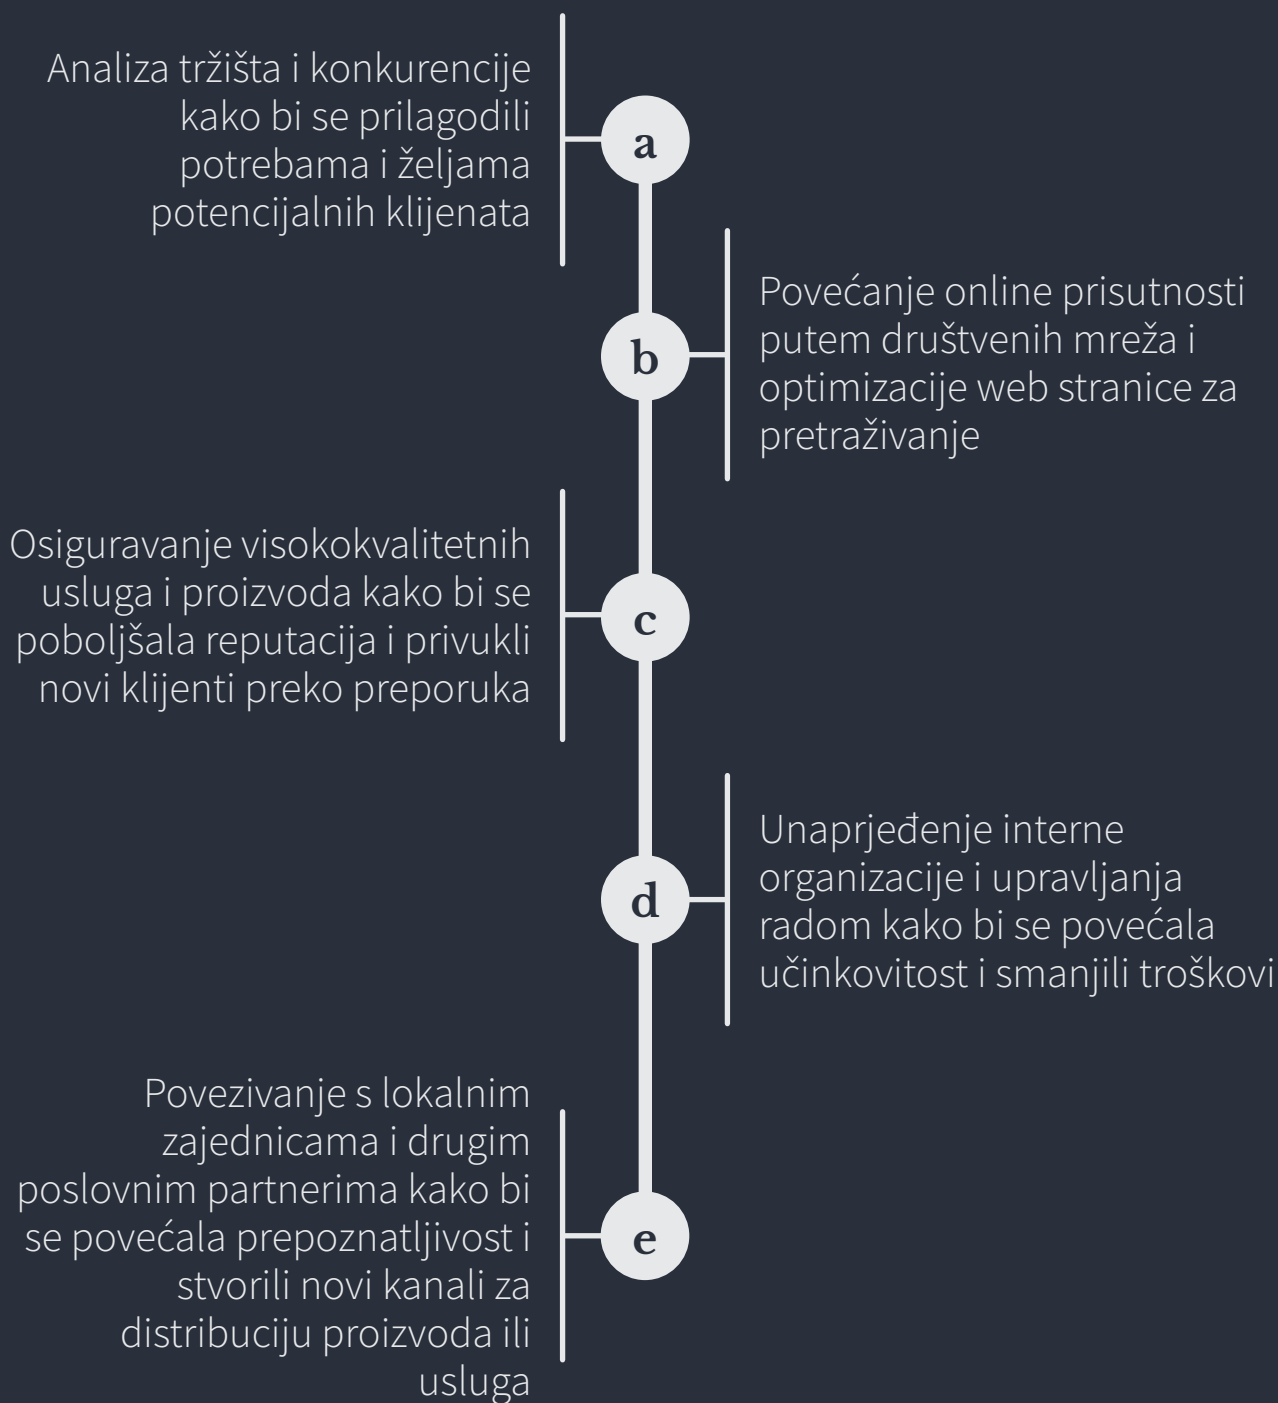 Analiza tržišta i konkurencije
kako bi se prilagodili
potrebama i željama
potencijalnih klijenata
a
b
Povećanje online prisutnosti
putem društvenih mreža i
optimizacije web stranice za
pretraživanje
Osiguravanje visokokvalitetnih
usluga i proizvoda kako bi se
poboljšala reputacija i privukli
novi klijenti preko preporuka
c
d
Unaprjeđenje interne
organizacije i upravljanja
radom kako bi se povećala
učinkovitost i smanjili troškovi
Povezivanje s lokalnim
zajednicama i drugim
poslovnim partnerima kako bi
se povećala prepoznatljivost i
stvorili novi kanali za
distribuciju proizvoda ili
usluga
e